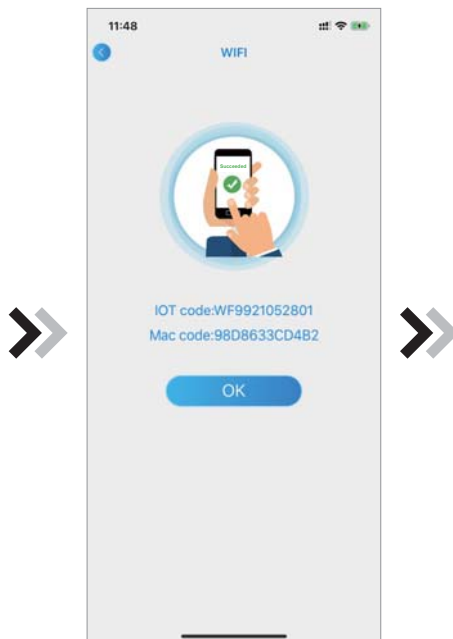 11:48
WIFI
Succeeded
IOT code:WF9921052801
Mac code:98D8633CD4B2
OK